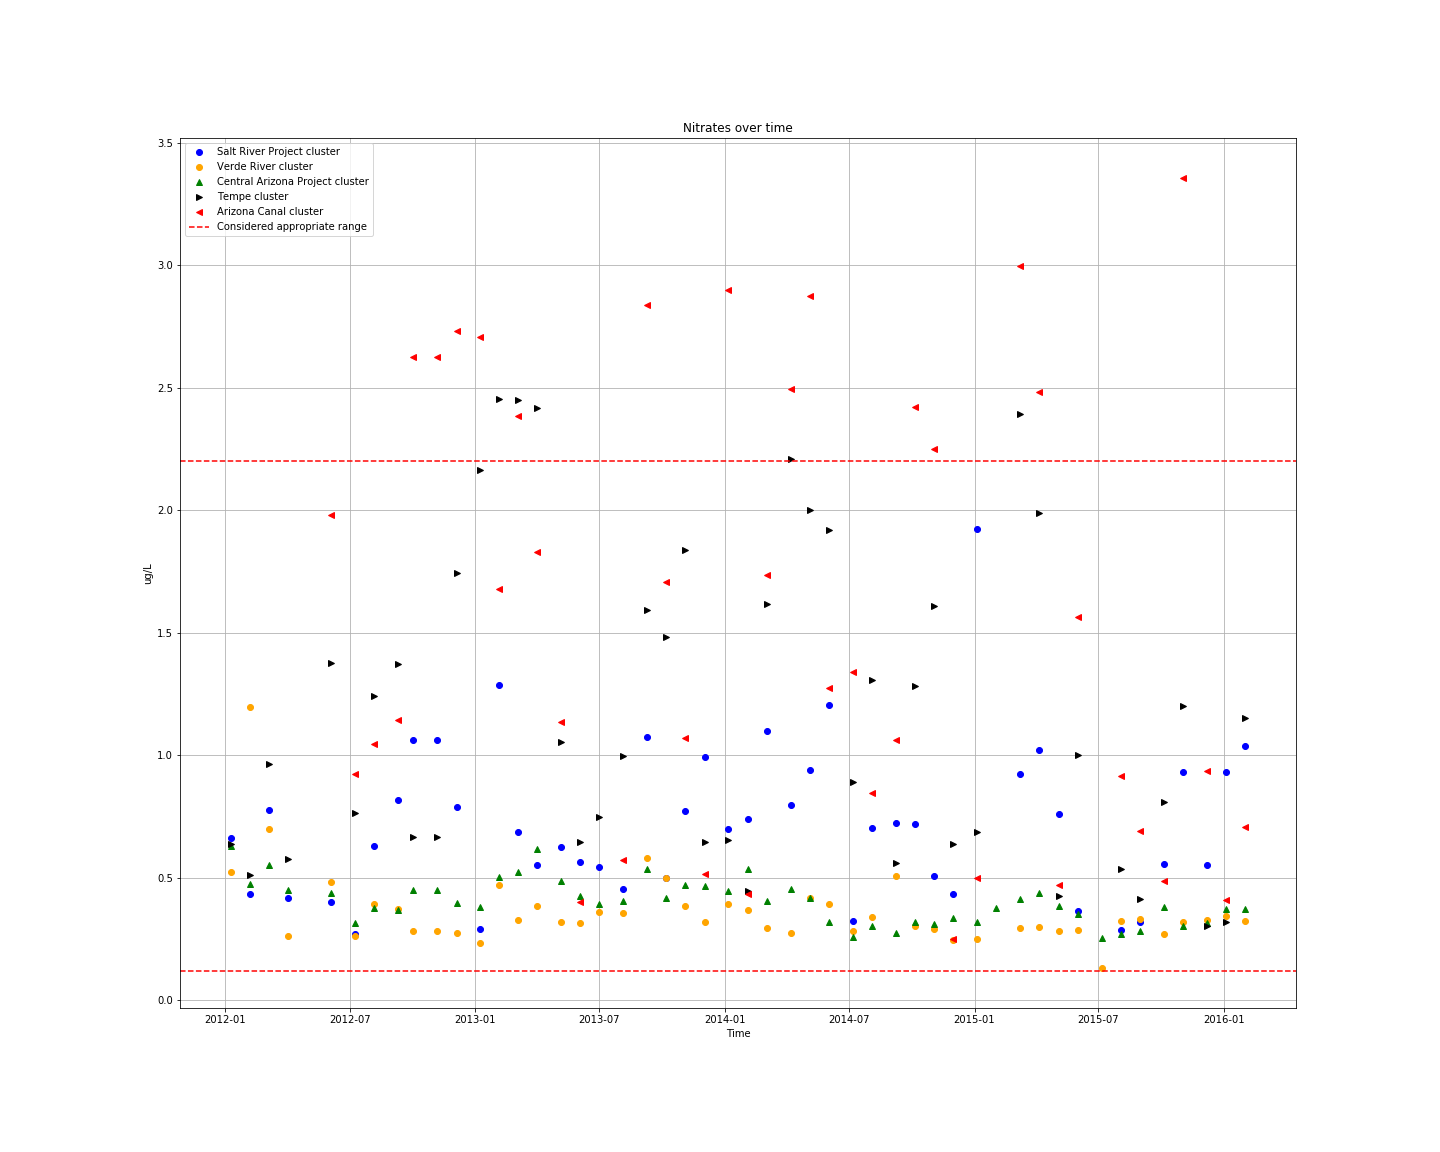 Nitrates over time
3.5
3.0
2.5
2.0
1.5
1.0
0.5
0.0
ug/L
Salt River Project cluster
Verde River cluster
Central Arizona Project cluster
Tempe cluster
Arizona Canal cluster
Considered appropriate range
2012-01 2012-07 2013-01 2013-07 2014-01 2014-07 2015-01 2015-07 2016-01
Time